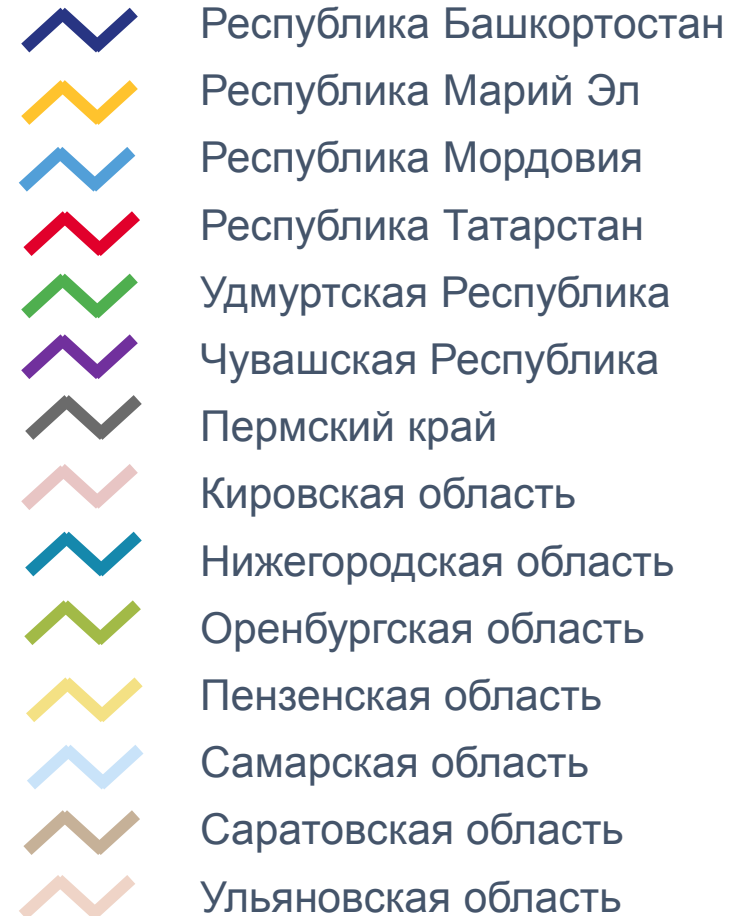 Республика Башкортостан
Республика Марий Эл
Республика Мордовия
Республика Татарстан
Удмуртская Республика
Чувашская Республика
Пермский край
Кировская область
Нижегородская область
Оренбургская область
Пензенская область
Самарская область
Саратовская область
Ульяновская область